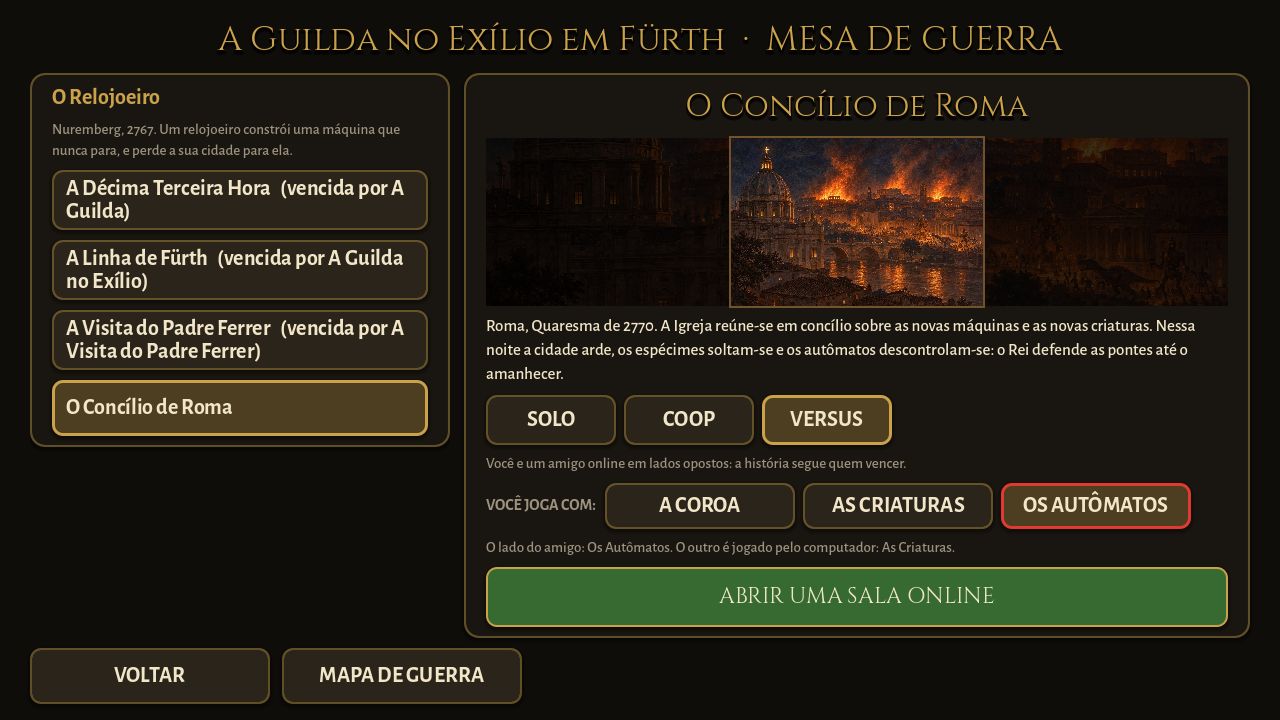 A Guilda no Exílio em Fürth · MESA DE GUERRA
O Relojoeiro
Nuremberg, 2767. Um relojoeiro constrói uma máquina que
nunca para, e perde a sua cidade para ela.
A Décima Terceira Hora (vencida por A
Guilda)
A Linha de Fürth (vencida por A Guilda
no Exílio)
A Visita do Padre Ferrer (vencida por A
Visita do Padre Ferrer)
O Concílio de Roma
O Concílio de Roma
Roma, Quaresma de 2770. A Igreja reúne-se em concílio sobre as novas máquinas e as novas criaturas. Nessa
noite a cidade arde, os espécimes soltam-se e os autômatos descontrolam-se: o Rei defende as pontes até o
amanhecer.
SOLO COOP VERSUS
Você e um amigo online em lados opostos: a história segue quem vencer.
VOCÊ JOGA COM: A COROA AS CRIATURAS OS AUTÔMATOS
O lado do amigo: Os Autômatos. O outro é jogado pelo computador: As Criaturas.
ABRIR UMA SALA ONLINE
VOLTAR MAPA DE GUERRA